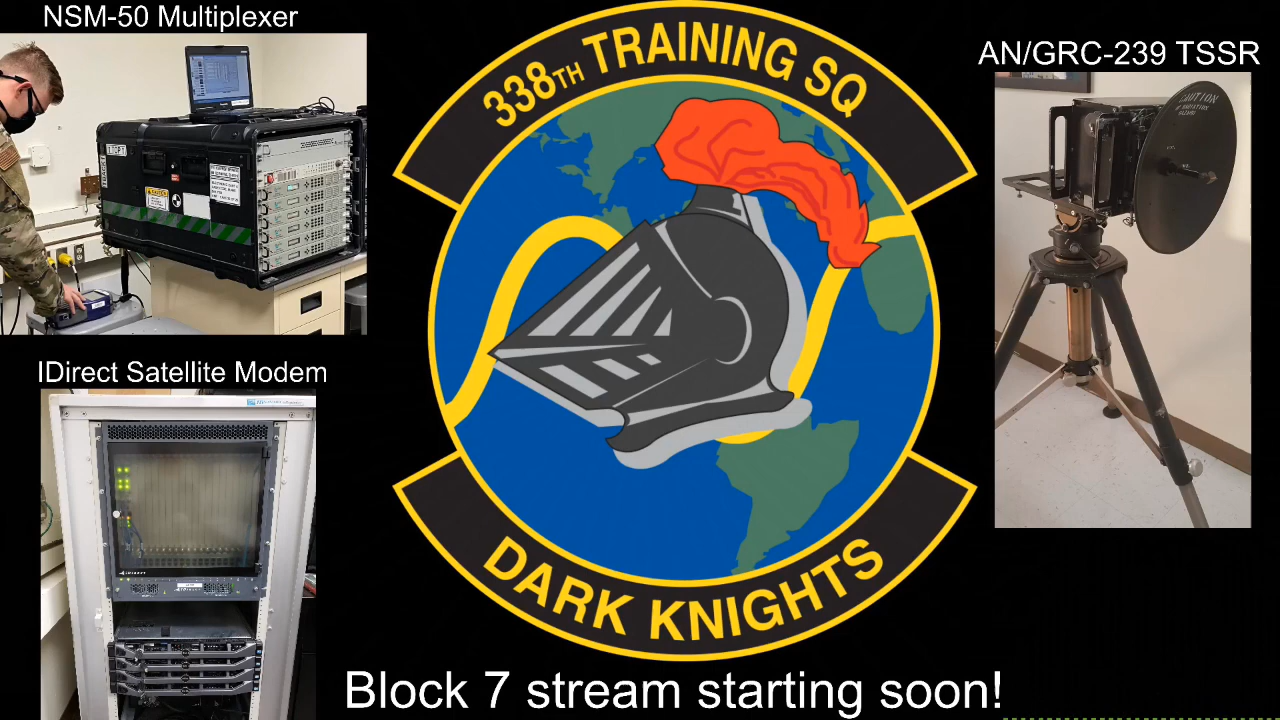 NSM-50 Multiplexer
338TH TRAINING SQ
AN/GRC-239 TSSR
CAUTION
IDirect Satellite Modem
DARK KNIGHTS
Block 7 stream starting soon!